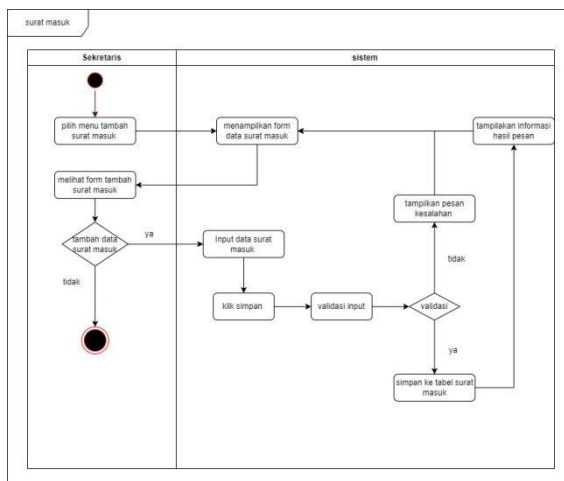 surat masuk
Sekretaris
sistem
pilih menu tambah
surat masuk
menampilkan form
data surat masuk
tampilakan informasi
hasil pesan
melihat form tambah
surat masuk
tampilkan pesan
kesalahan
tambah data
surat masuk
ya
Input data surat
masuk
tidak
tidak
klik simpan
validasi input
validasi
ya
simpan ke tabel surat
masuk